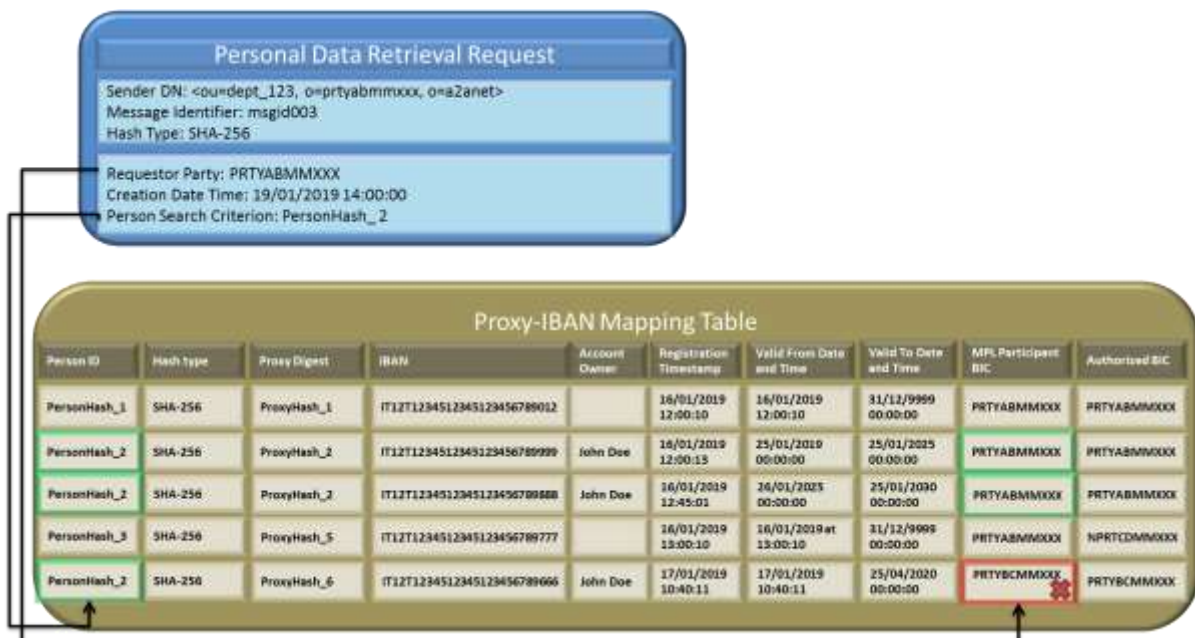 Personal Data Retrieval Request
Sender DN: <ou=dept_123, o=prtyabmmxxx, o=a2anet>
Message Identifier: msgid003
Hash Type: SHA-256
Requestor Party: PRTYABMMXXX
Creation Date Time: 19/01/2019 14:00:00
Person Search Criterion: PersonHash_ 2
Proxy-IBAN Mapping Table
Person ID Hash type Proxy Digest IBAN Account Owner Registration Timestamp Valid From Date and Time Valid To Date and Time MPL Participant BIC Authorised BIC
PersonHash_1 SHA-256 ProxyHash_1 IT12T1234512345123456789012 16/01/2019 12:00:10 16/01/2019 12:00:10 31/12/9999 00:00:00 PRTYABMMXXX PRTYABMMXXX
PersonHash_2 SHA-256 ProxyHash_2 IT12T1234512345123456789999 John Doe 16/01/2019 12:00:13 25/01/2019 00:00:00 25/01/2025 00:00:00 PRTYABMMXXX PRTYABMMXXX
PersonHash_2 SHA-256 ProxyHash_2 IT12T1234512345123456789888 John Doe 16/01/2019 12:45:01 26/01/2025 00:00:00 25/01/2030 00:00:00 PRTYABMMXXX PRTYABMMXXX
PersonHash_3 SHA-256 ProxyHash_5 IT12T1234512345123456789777 16/01/2019 13:00:10 16/01/2019at 13:00:10 31/12/9999 00:00:00 PRTYABMMXXX NPRTCDMMXXX
PersonHash_2 SHA-256 ProxyHash_6 IT12T1234512345123456789666 John Doe 17/01/2019 10:40:11 17/01/2019 10:40:11 25/04/2020 00:00:00 PRTYBCMMXXX PRTYBCMMXXX